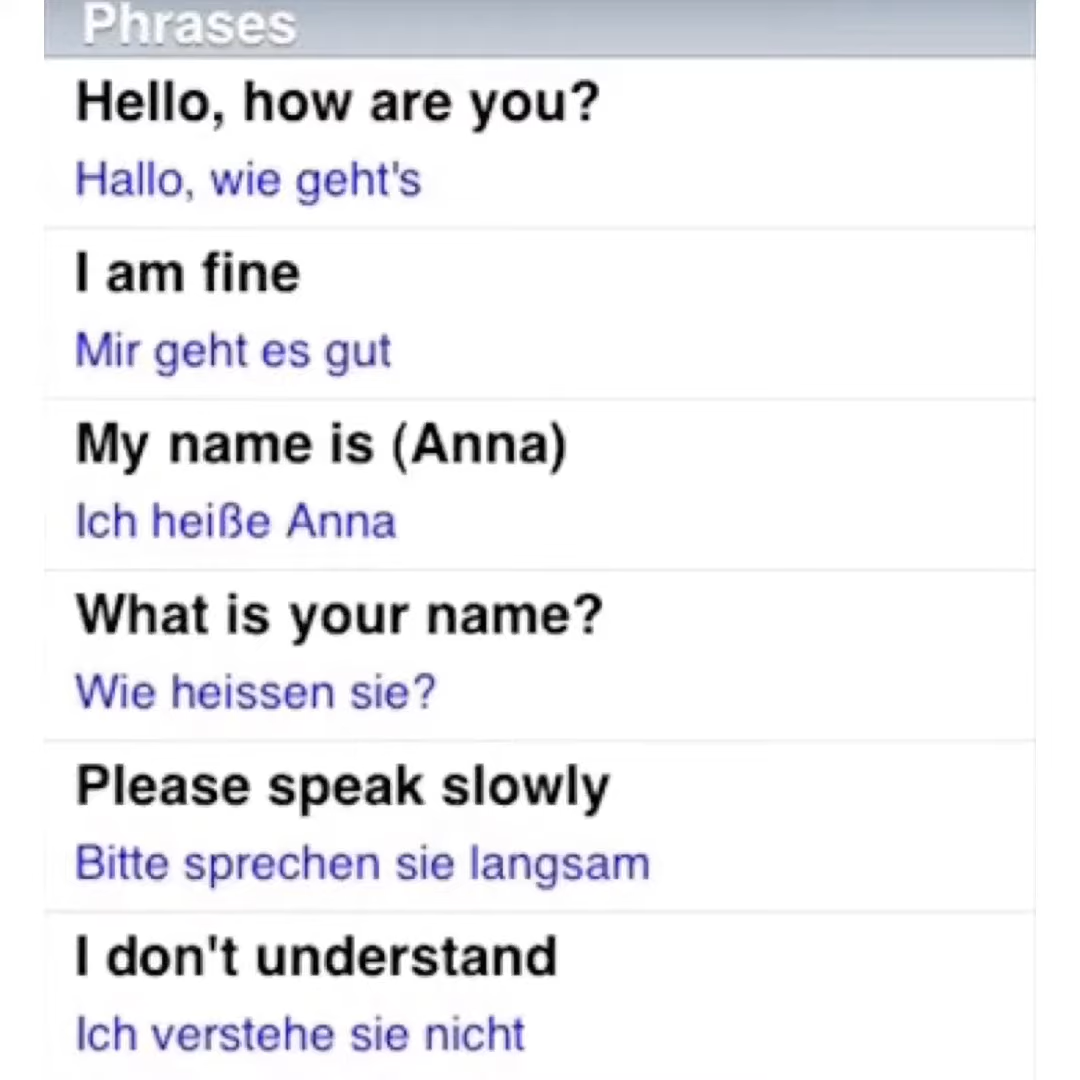 Phrases
Hello, how are you?
Hallo, wie geht's
I am fine
Mir geht es gut
My name is (Anna)
Ich heiße Anna
What is your name?
Wie heissen sie?
Please speak slowly
Bitte sprechen sie langsam
I don't understand
Ich verstehe sie nicht